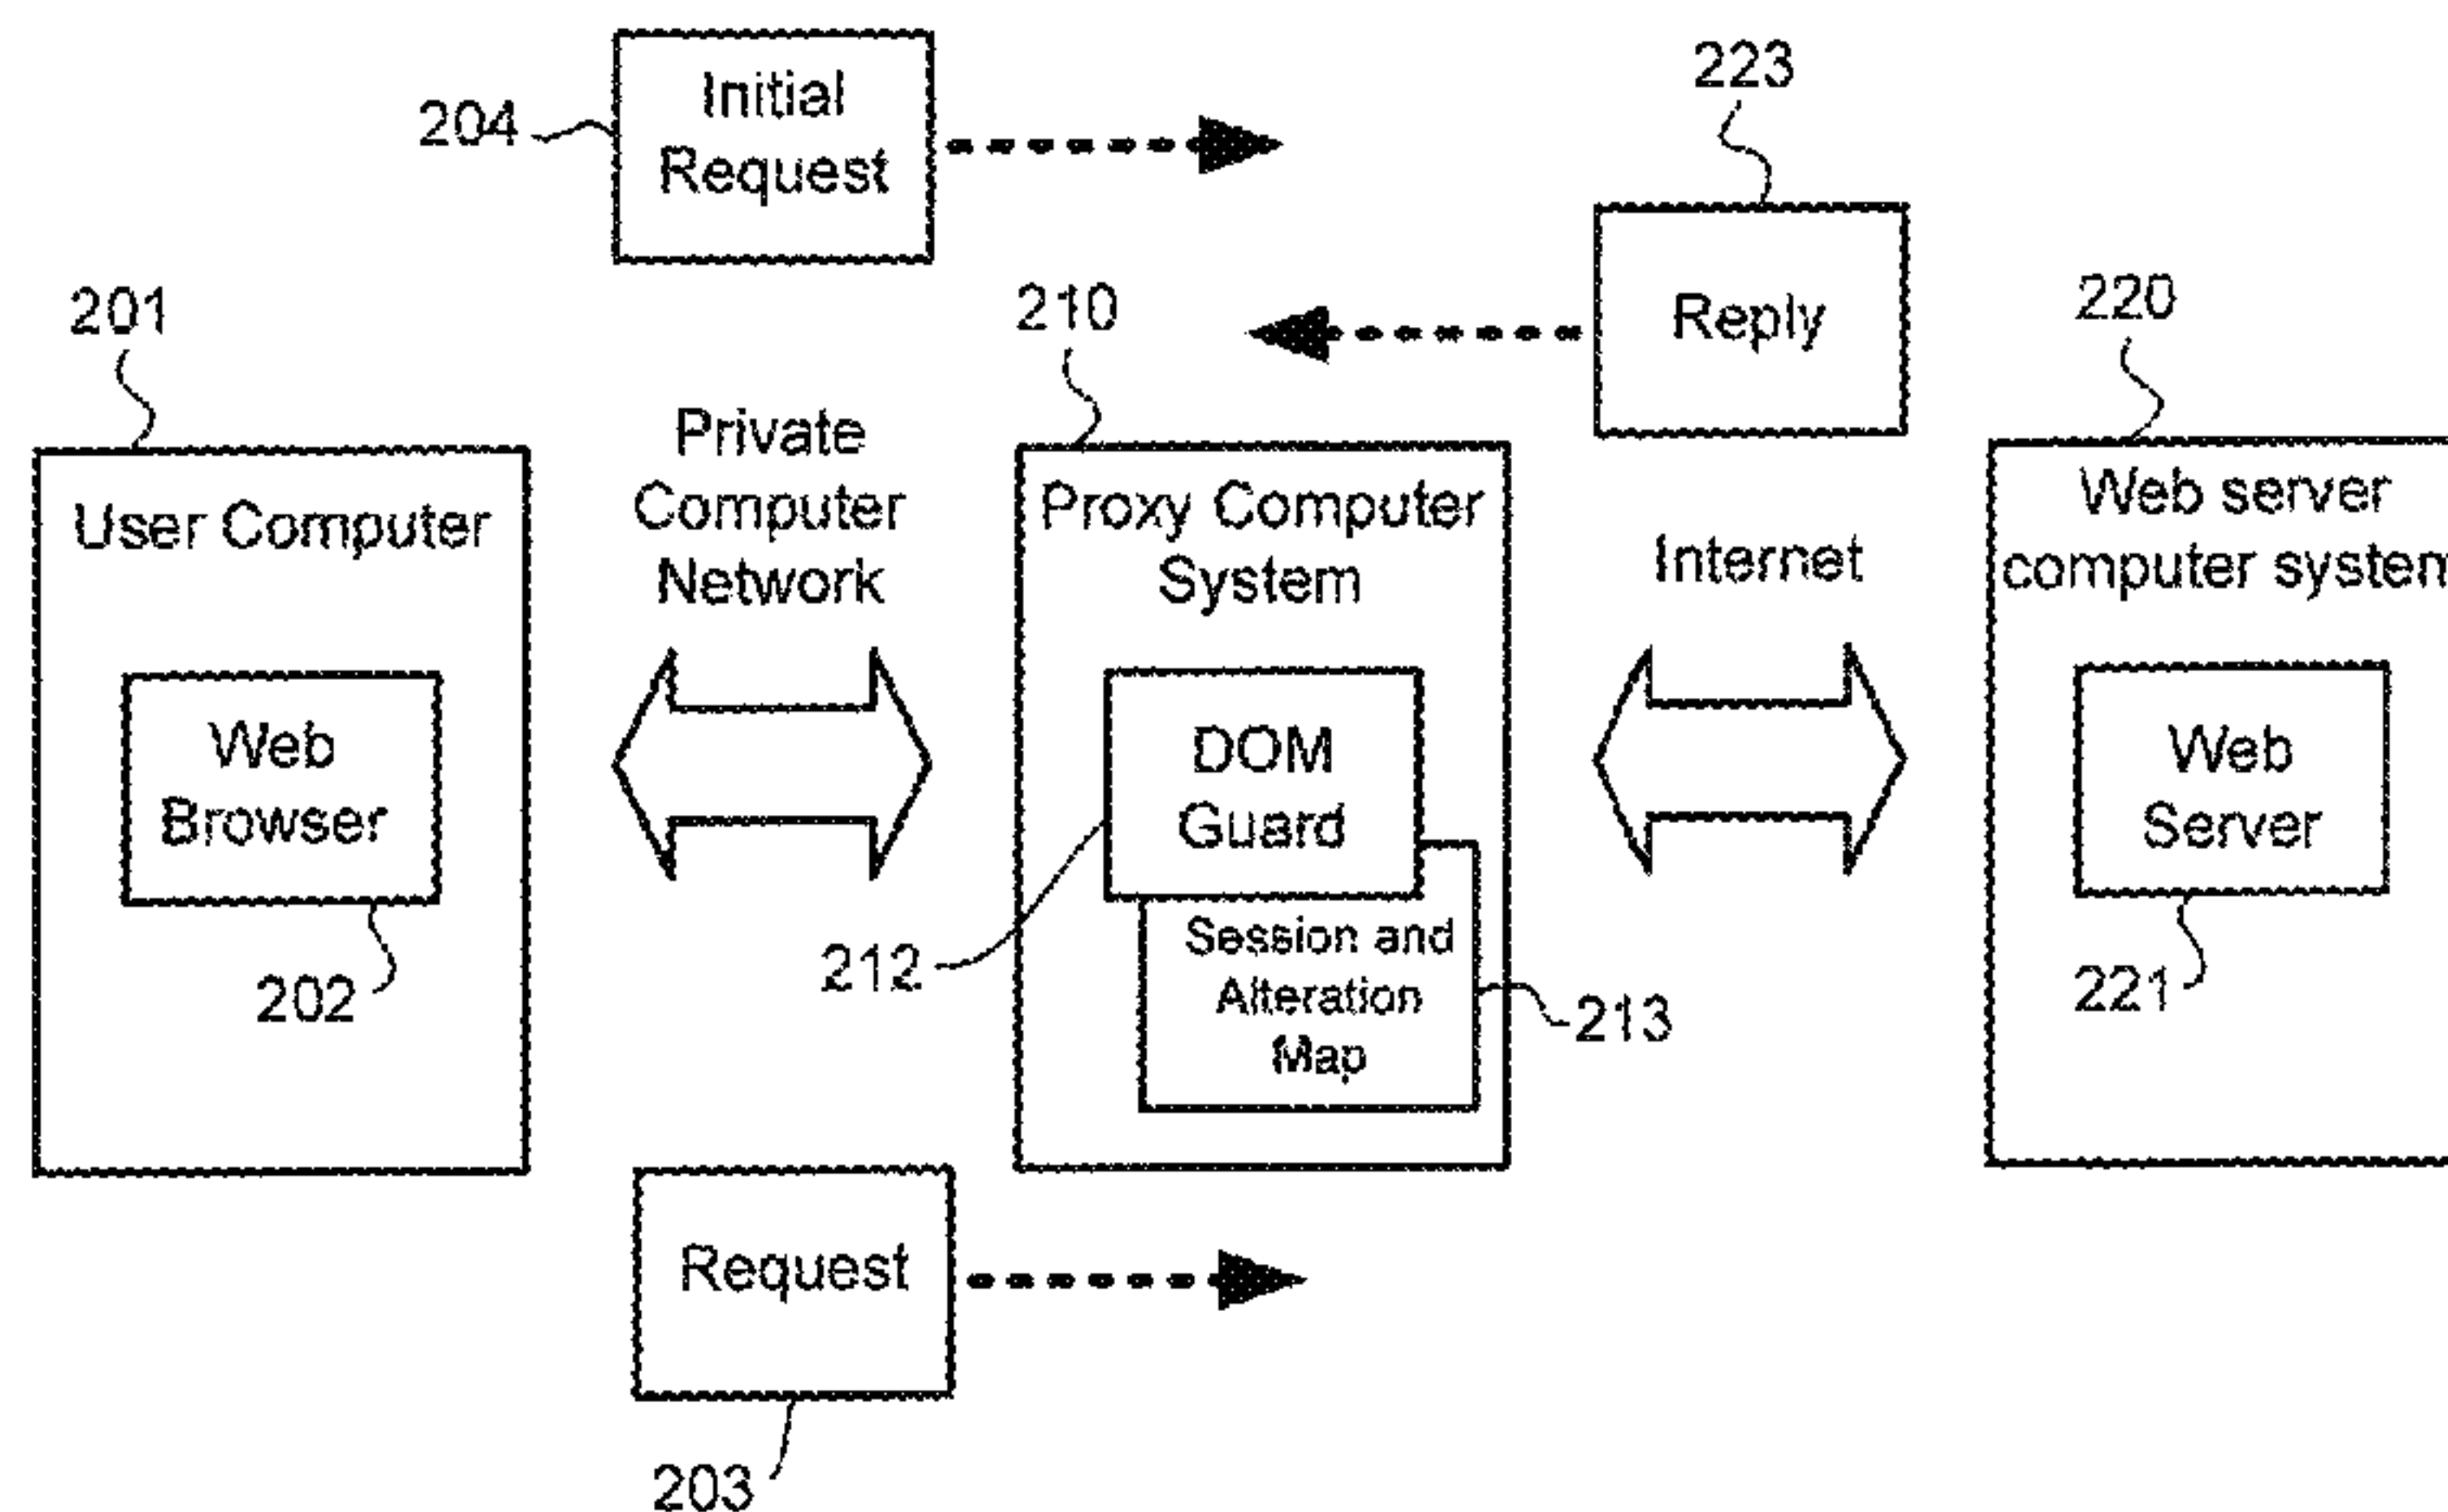 204
Initial
Request
223
Reply
201
User Computer
Web
Browser
202
Private
Computer
Network
210
Proxy Computer
System
DOM
Guard
212
Session and
Alteration
Map
213
Internet
220
Web server
computer system
Web
Server
221
Request
203